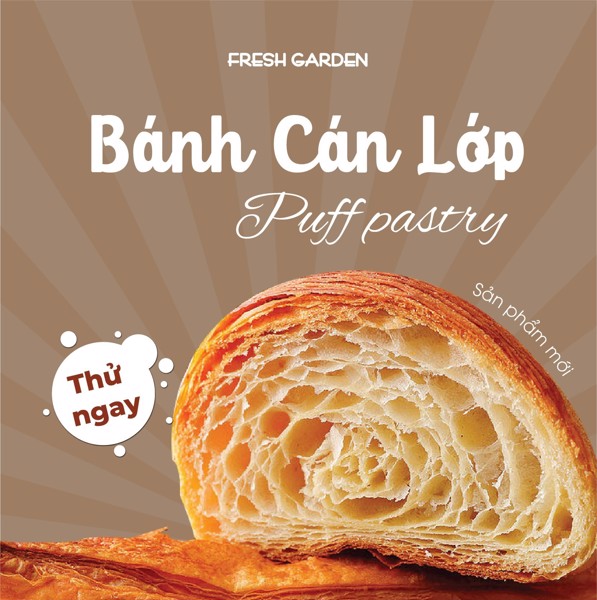 FRESH GARDEN
Bánh Cán Lớp
Puff pastry
Sản phẩm mới
Thử
ngay